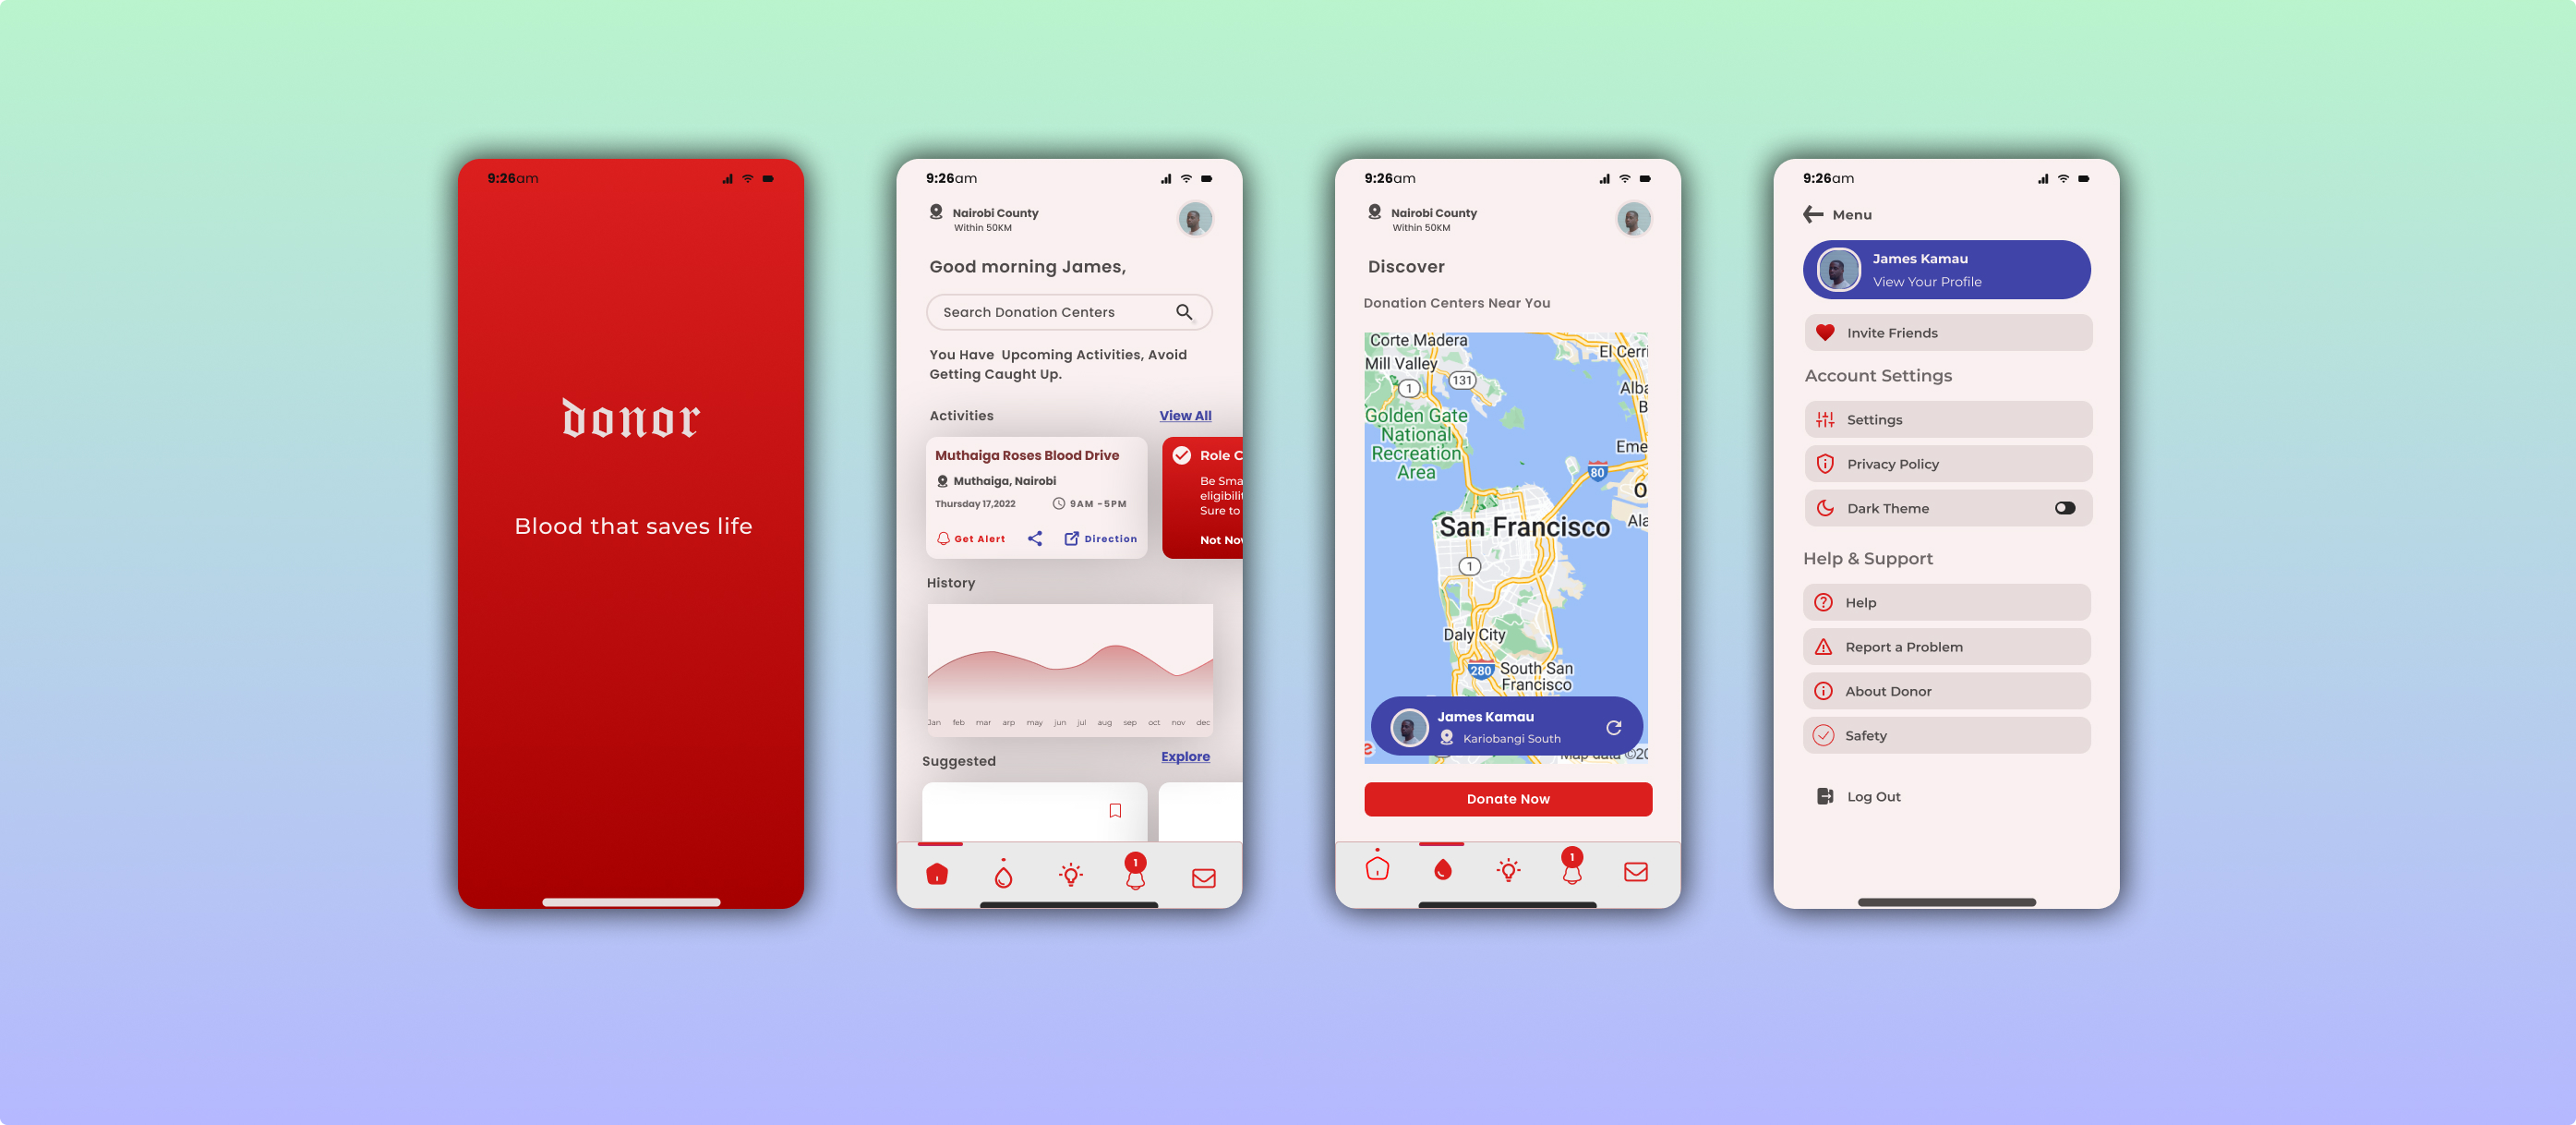 9:26am
donor
Blood that saves life
9:26am
Nairobi County
Within 50KM
Good morning James,
Search Donation Centers
You Have Upcoming Activities, Avoid
Getting Caught Up.
Activities
View All
Muthaiga Roses Blood Drive
Muthaiga, Nairobi
Thursday 17,2022
9AM -5PM
Get Alert
Direction
Role C
Be Sma
eligibilit
Sure to
Not Nov
History
Jan feb mar arp may jun jul aug sep oct nov dec
Suggested
Explore
1
9:26am
Nairobi County
Within 50KM
Discover
Donation Centers Near You
Corte Madera
El Cerri
Mill Valley
131
1
Alba
B
Golden Gate
National
Recreation
Area
Eme
80
O
San Francisco
Ala
1
Daly City
280
South San
Francisco
James Kamau
Kariobangi South
e
Map data ©20
Donate Now
1
9:26am
Menu
James Kamau
View Your Profile
Invite Friends
Account Settings
Settings
Privacy Policy
Dark Theme
Help & Support
Help
Report a Problem
About Donor
Safety
Log Out